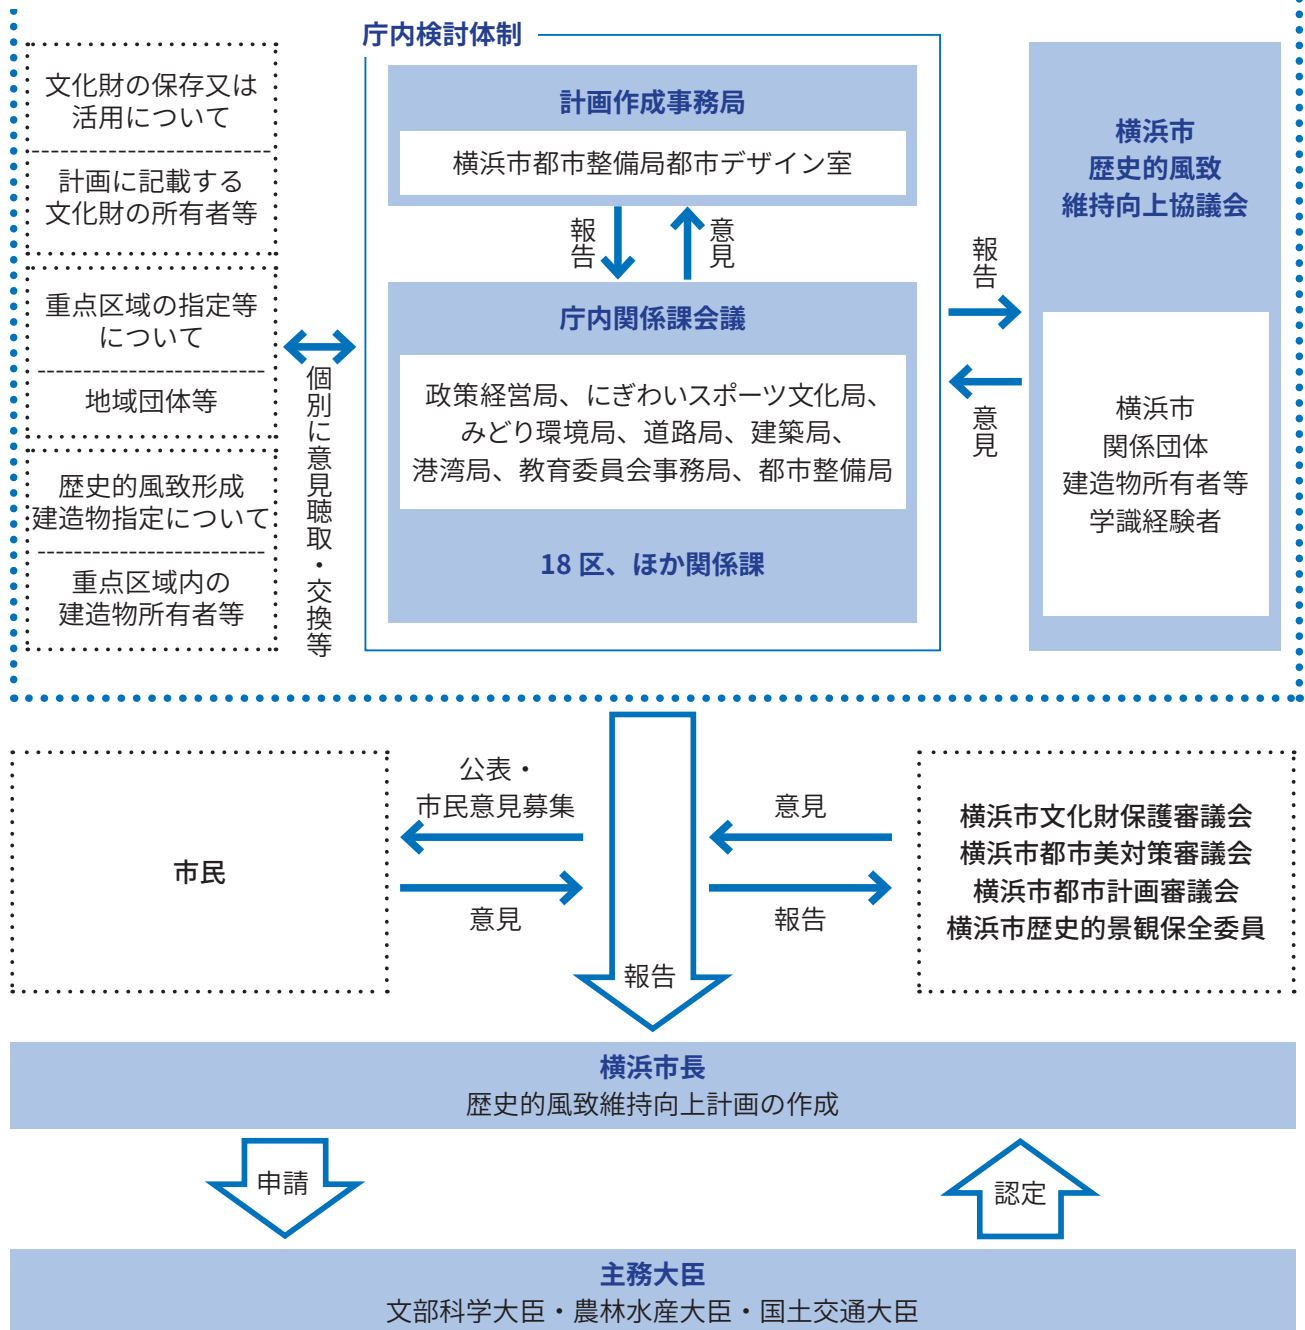 庁内検討体制
文化財の保存又は
活用について
計画に記載する
文化財の所有者等
重点区域の指定等
について
地域団体等
歴史的風致形成
建造物指定について
重点区域内の
建造物所有者等
個別に意見聴取・交換等
計画作成事務局
横浜市都市整備局都市デザイン室
報告
意見
庁内関係課会議
政策経営局、にぎわいスポーツ文化局、
みどり環境局、道路局、建築局、
港湾局、教育委員会事務局、都市整備局
18 区、ほか関係課
報告
意見
横浜市
歴史的風致
維持向上協議会
横浜市
関係団体
建造物所有者等
学識経験者
市民
公表・
市民意見募集
意見
報告
意見
報告
横浜市文化財保護審議会
横浜市都市美対策審議会
横浜市都市計画審議会
横浜市歴史的景観保全委員
横浜市長
歴史的風致維持向上計画の作成
申請
認定
主務大臣
文部科学大臣・農林水産大臣・国土交通大臣